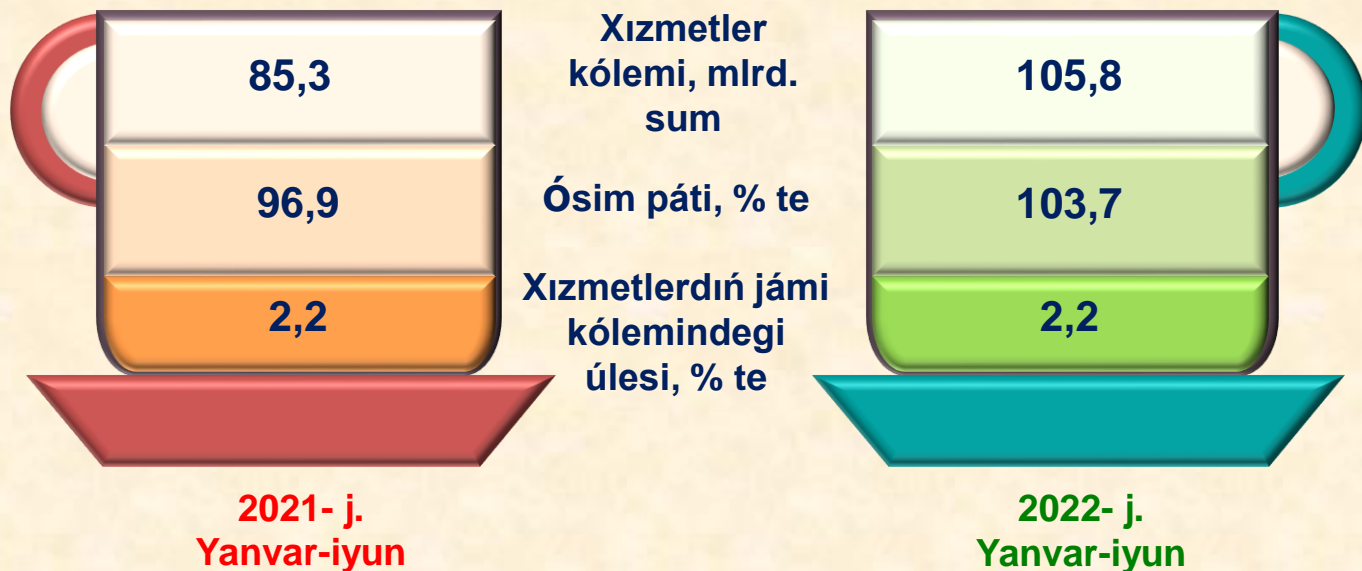 85,3
Xızmetler
kólemi, mlrd.
sum
105,8
96,9
Ósim páti, % te
103,7
2,2
Xızmetlerdıń jámi
kólemindegi
úlesi, % te
2,2
2021- j.
Yanvar-iyun
2022- j.
Yanvar-iyun